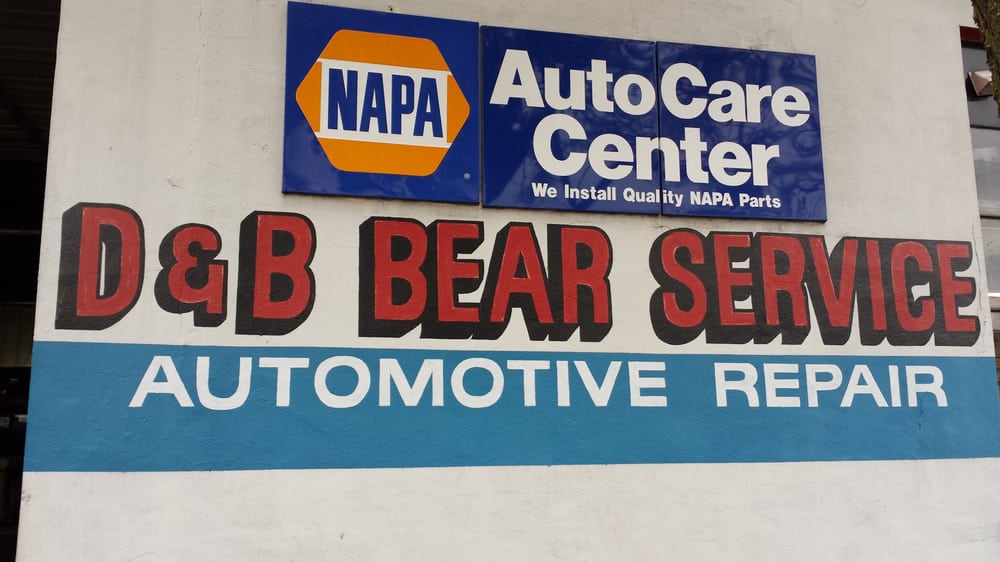 NAPA
®
AutoCare
Center
We Install Quality NAPA Parts
D&B BEAR SERVICE
AUTOMOTIVE REPAIR